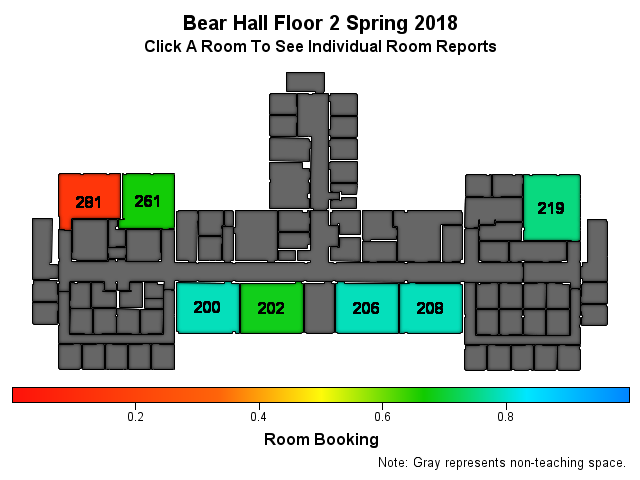 Bear Hall Floor 2 Spring 2018
Click A Room To See Individual Room Reports
281
261
219
200
202
206
208
0.2
0.4
0.6
0.8
Room Booking
Note: Gray represents non-teaching space.